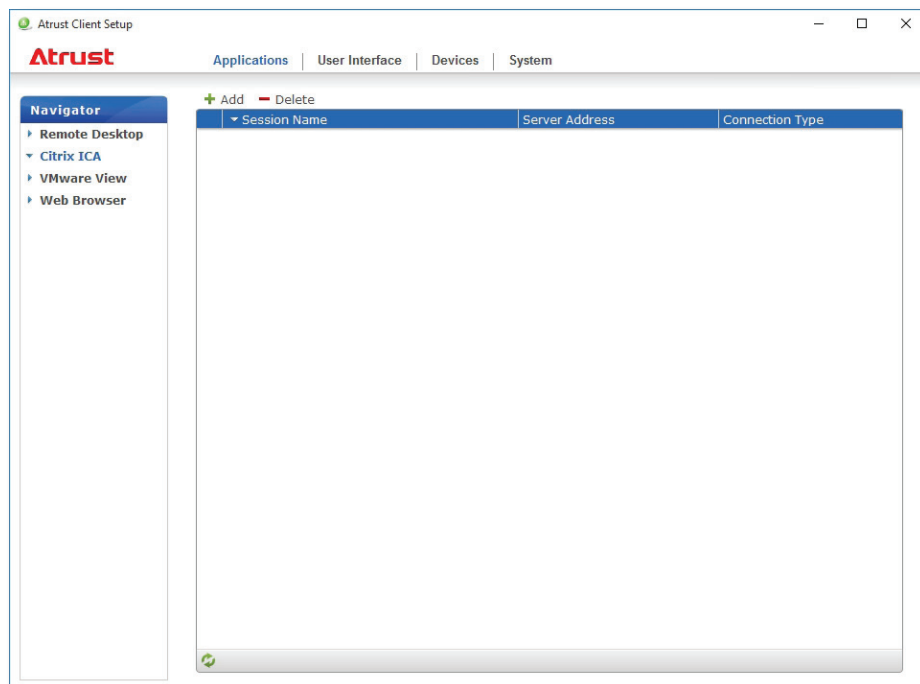 Atrust Client Setup
Atrust
Applications User Interface Devices System
Navigator
Remote Desktop
Citrix ICA
VMware View
Web Browser
Add Delete
Session Name Server Address Connection Type